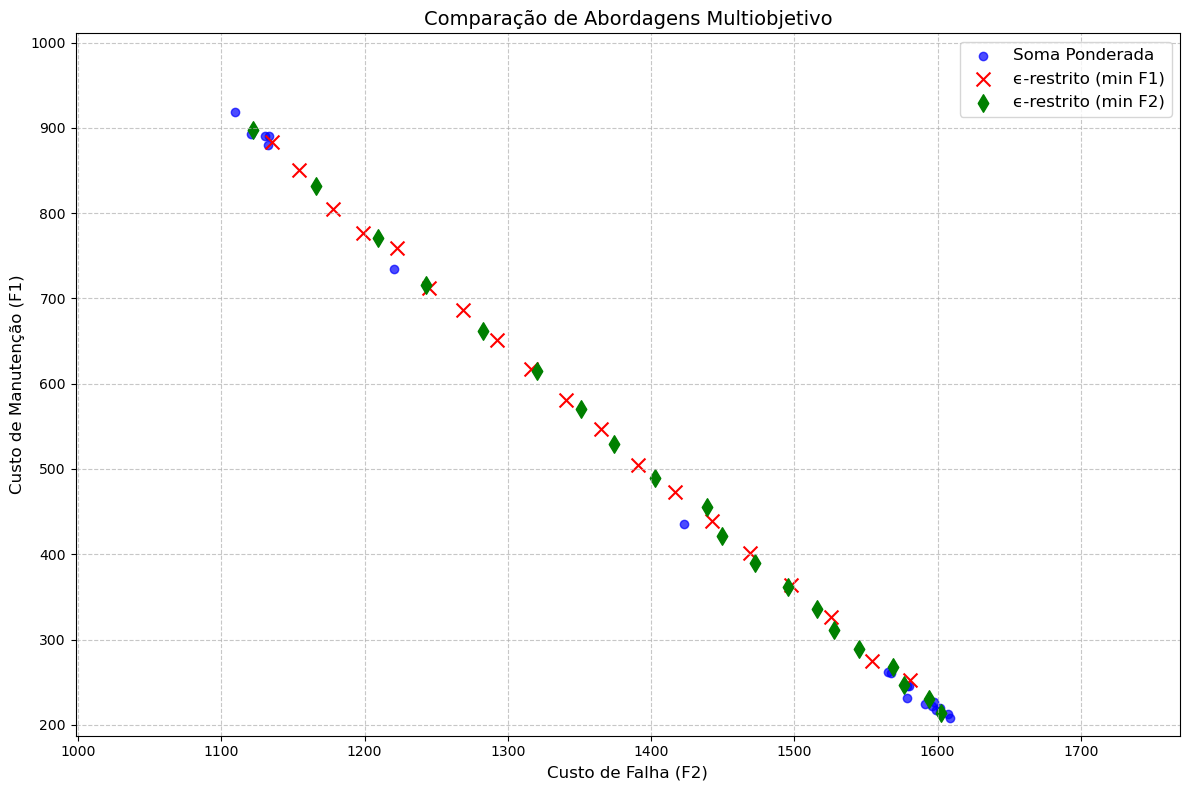 Comparação de Abordagens Multiobjetivo
Soma Ponderada
ϵ-restrito (min F1)
ϵ-restrito (min F2)
1000
900
800
700
600
500
400
300
200
Custo de Manutenção (F1)
1000
1100
1200
1300
1400
1500
1600
1700
Custo de Falha (F2)